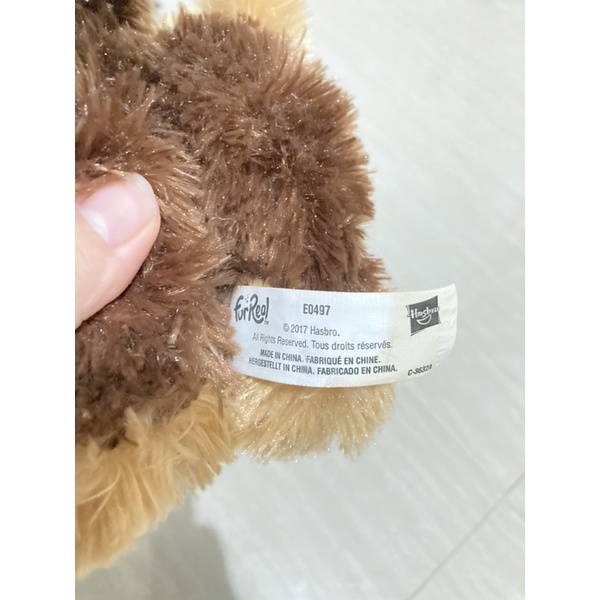 furReal
E0497
© 2017 Hasbro.
Hasbro
All Rights Reserved. Tous droits réservés.
MADE IN CHINA. FABRIQUÉ EN CHINE.
HERGESTELLT IN CHINA. FABRICADO EN CHINA.
C-3632A